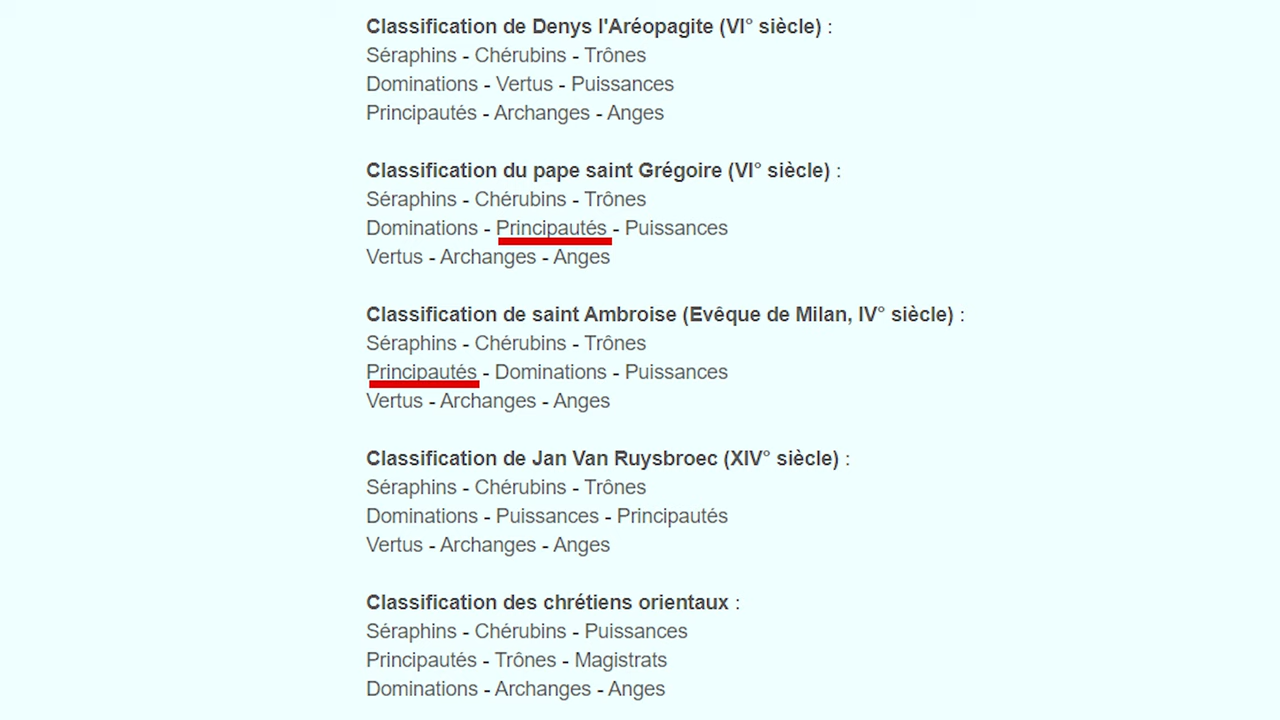 Classification de Denys l'Aréopagite (VI° siècle) :
Séraphins - Chérubins - Trônes
Dominations - Vertus - Puissances
Principautés - Archanges - Anges
Classification du pape saint Grégoire (VI° siècle) :
Séraphins - Chérubins - Trônes
Dominations - Principautés - Puissances
Vertus - Archanges - Anges
Classification de saint Ambroise (Evêque de Milan, IV° siècle) :
Séraphins - Chérubins - Trônes
Principautés - Dominations - Puissances
Vertus - Archanges - Anges
Classification de Jan Van Ruysbroec (XIV° siècle) :
Séraphins - Chérubins - Trônes
Dominations - Puissances - Principautés
Vertus - Archanges - Anges
Classification des chrétiens orientaux :
Séraphins - Chérubins - Puissances
Principautés - Trônes - Magistrats
Dominations - Archanges - Anges